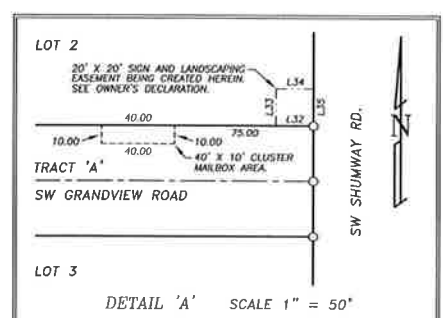 LOT 2
20' X 20' SIGN AND LANDSCAPING
EASEMENT BEING CREATED HEREIN.
SEE OWNER'S DECLARATION.
L34
L33
L35
L32
40.00
75.00
10.00
10.00
40.00
40' X 10' CLUSTER
MAILBOX AREA.
TRACT 'A'
SW GRANDVIEW ROAD
SW SHUMWAY RD.
N
LOT 3
DETAIL 'A' SCALE 1" = 50'